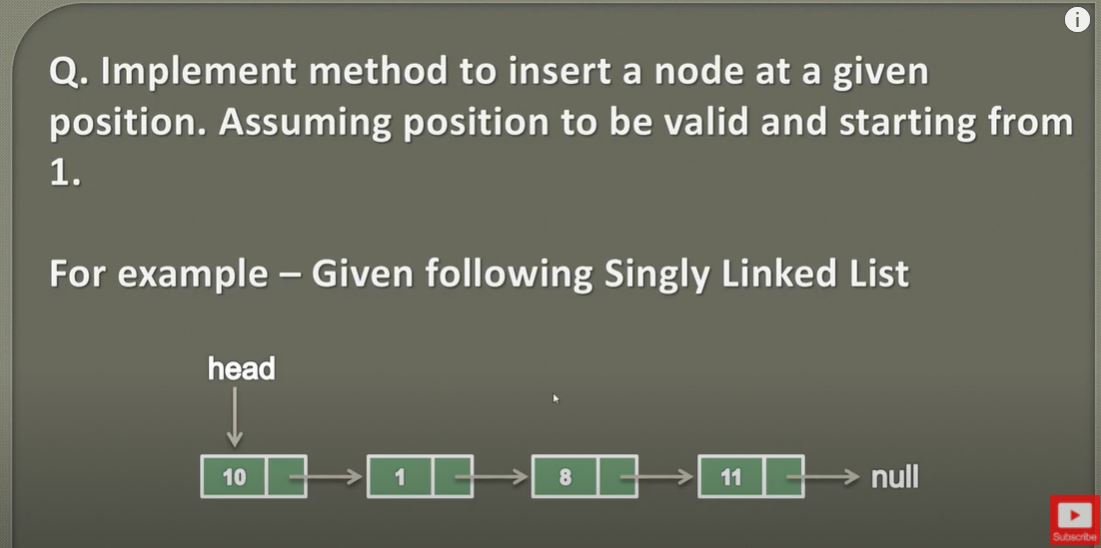 i
Q. Implement method to insert a node at a given
position. Assuming position to be valid and starting from
1.
For example – Given following Singly Linked List
head
10 1 8 11 null
Subscribe